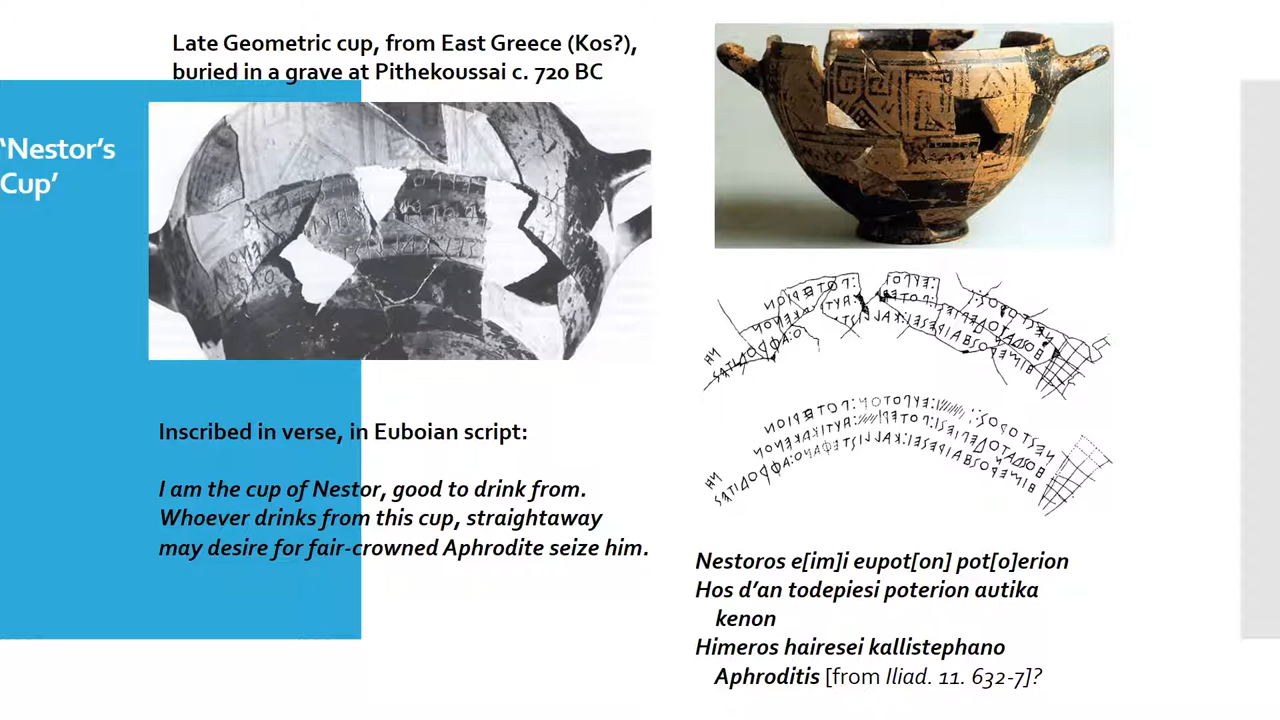 Late Geometric cup, from East Greece (Kos?),
buried in a grave at Pithekoussai c. 720 BC
‘Nestor’s
Cup’
Inscribed in verse, in Euboian script:
I am the cup of Nestor, good to drink from.
Whoever drinks from this cup, straightaway
may desire for fair-crowned Aphrodite seize him.
Nestoros e[im]i eupot[on] pot[o]erion
Hos d’an todepiesi poterion autika
kenon
Himeros hairesei kallistephano
Aphroditis [from Iliad. 11. 632-7]?